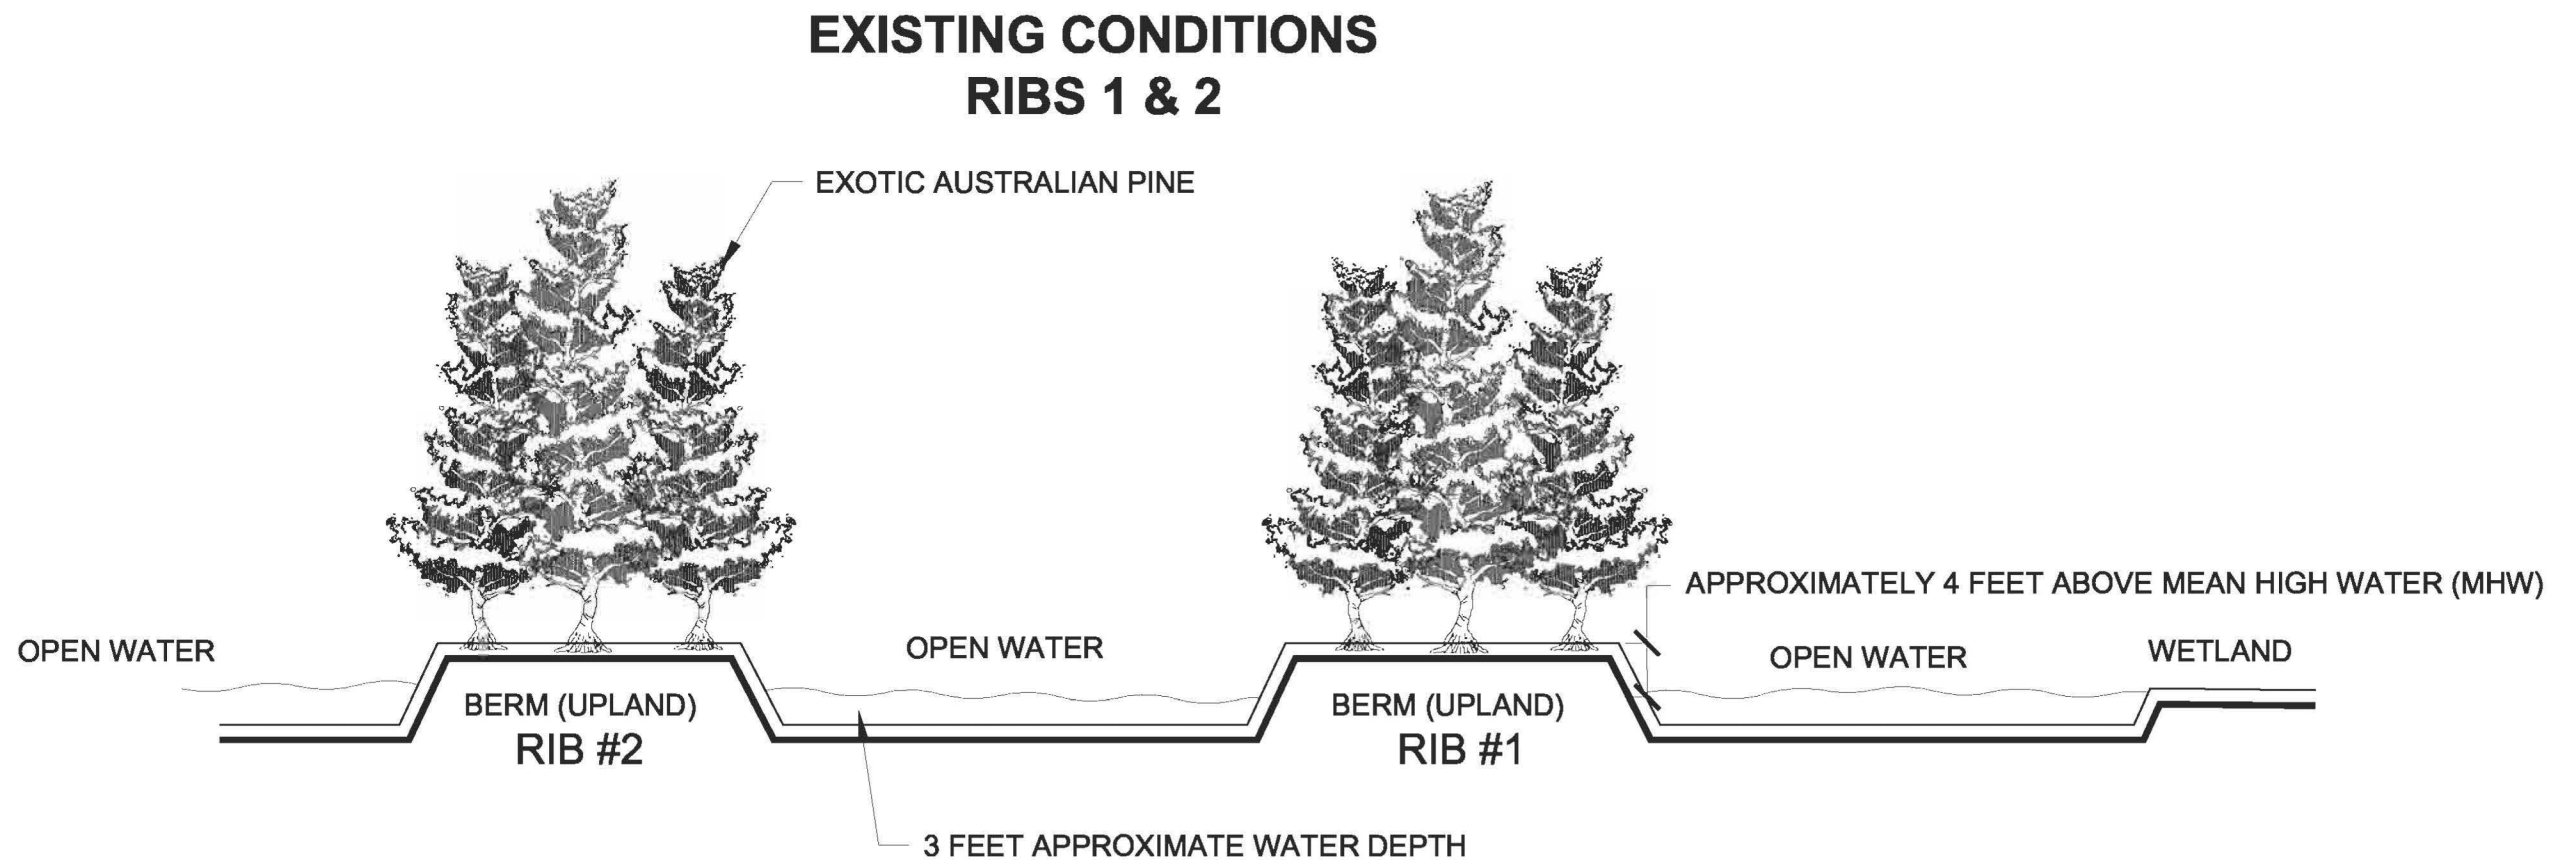 EXISTING CONDITIONS
RIBS 1 & 2
EXOTIC AUSTRALIAN PINE
APPROXIMATELY 4 FEET ABOVE MEAN HIGH WATER (MHW)
OPEN WATER
OPEN WATER
OPEN WATER
WETLAND
BERM (UPLAND)
RIB #2
BERM (UPLAND)
RIB #1
3 FEET APPROXIMATE WATER DEPTH